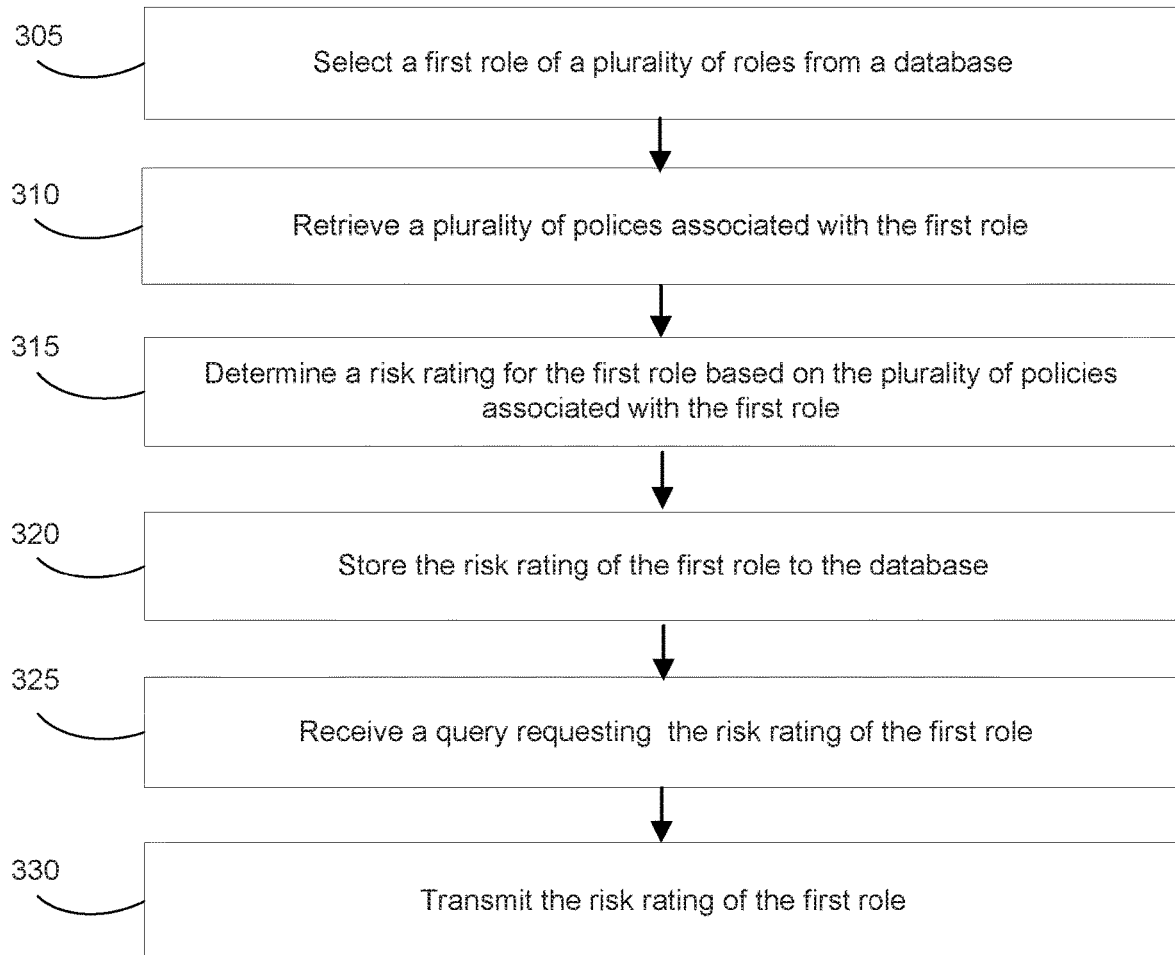 305
Select a first role of a plurality of roles from a database
310
Retrieve a plurality of polices associated with the first role
315
Determine a risk rating for the first role based on the plurality of policies
associated with the first role
320
Store the risk rating of the first role to the database
325
Receive a query requesting the risk rating of the first role
330
Transmit the risk rating of the first role